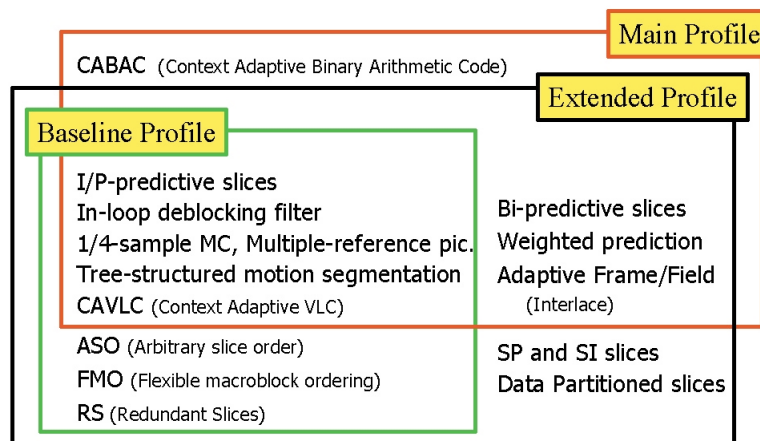 Main Profile
CABAC (Context Adaptive Binary Arithmetic Code)
Extended Profile
Baseline Profile
I/P-predictive slices
In-loop deblocking filter
1/4-sample MC, Multiple-reference pic.
Tree-structured motion segmentation
CAVLC (Context Adaptive VLC)
Bi-predictive slices
Weighted prediction
Adaptive Frame/Field
(Interlace)
ASO (Arbitrary slice order)
FMO (Flexible macroblock ordering)
RS (Redundant Slices)
SP and SI slices
Data Partitioned slices